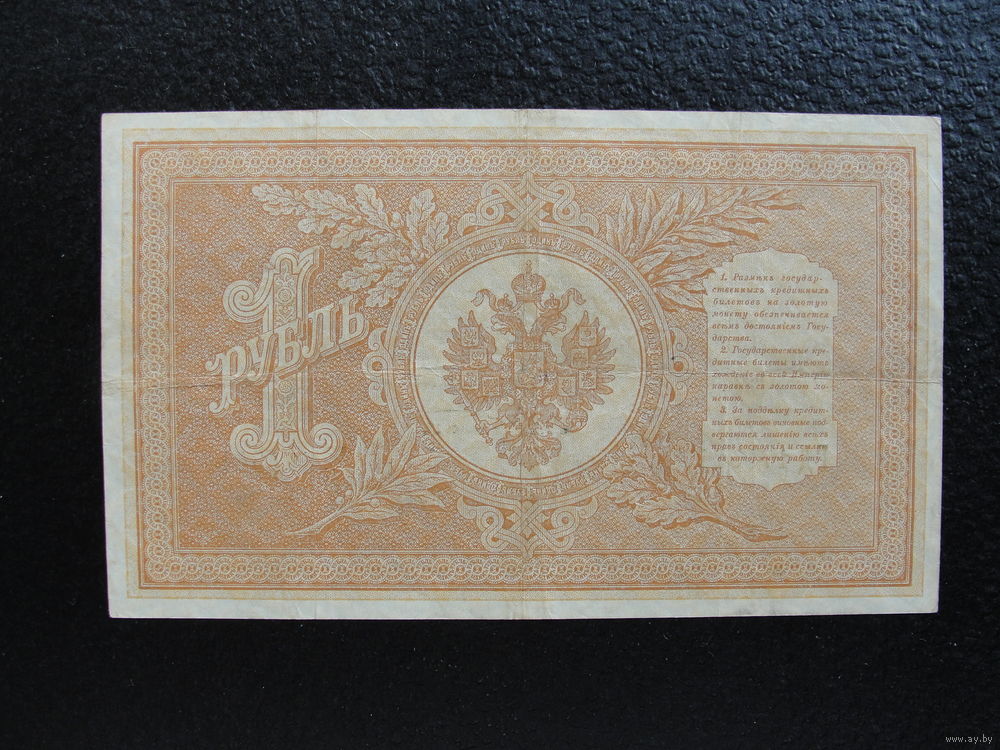 1
РУБЛЬ
1. Размѣнъ государ-
ственныхъ кредитныхъ
билетовъ на золотую
монету обезпечивается
всѣмъ достояніемъ Госу-
дарства.
2. Государственные кре-
дитные билеты имѣютъ
хожденіе во всей Имперіи
наравнѣ съ золотою мо-
нетою.
3. За поддѣлку кредит-
ныхъ билетовъ виновные под-
вергаются лишенію всѣхъ
правъ состоянія и ссылкѣ
въ каторжную работу.
www.ay.by